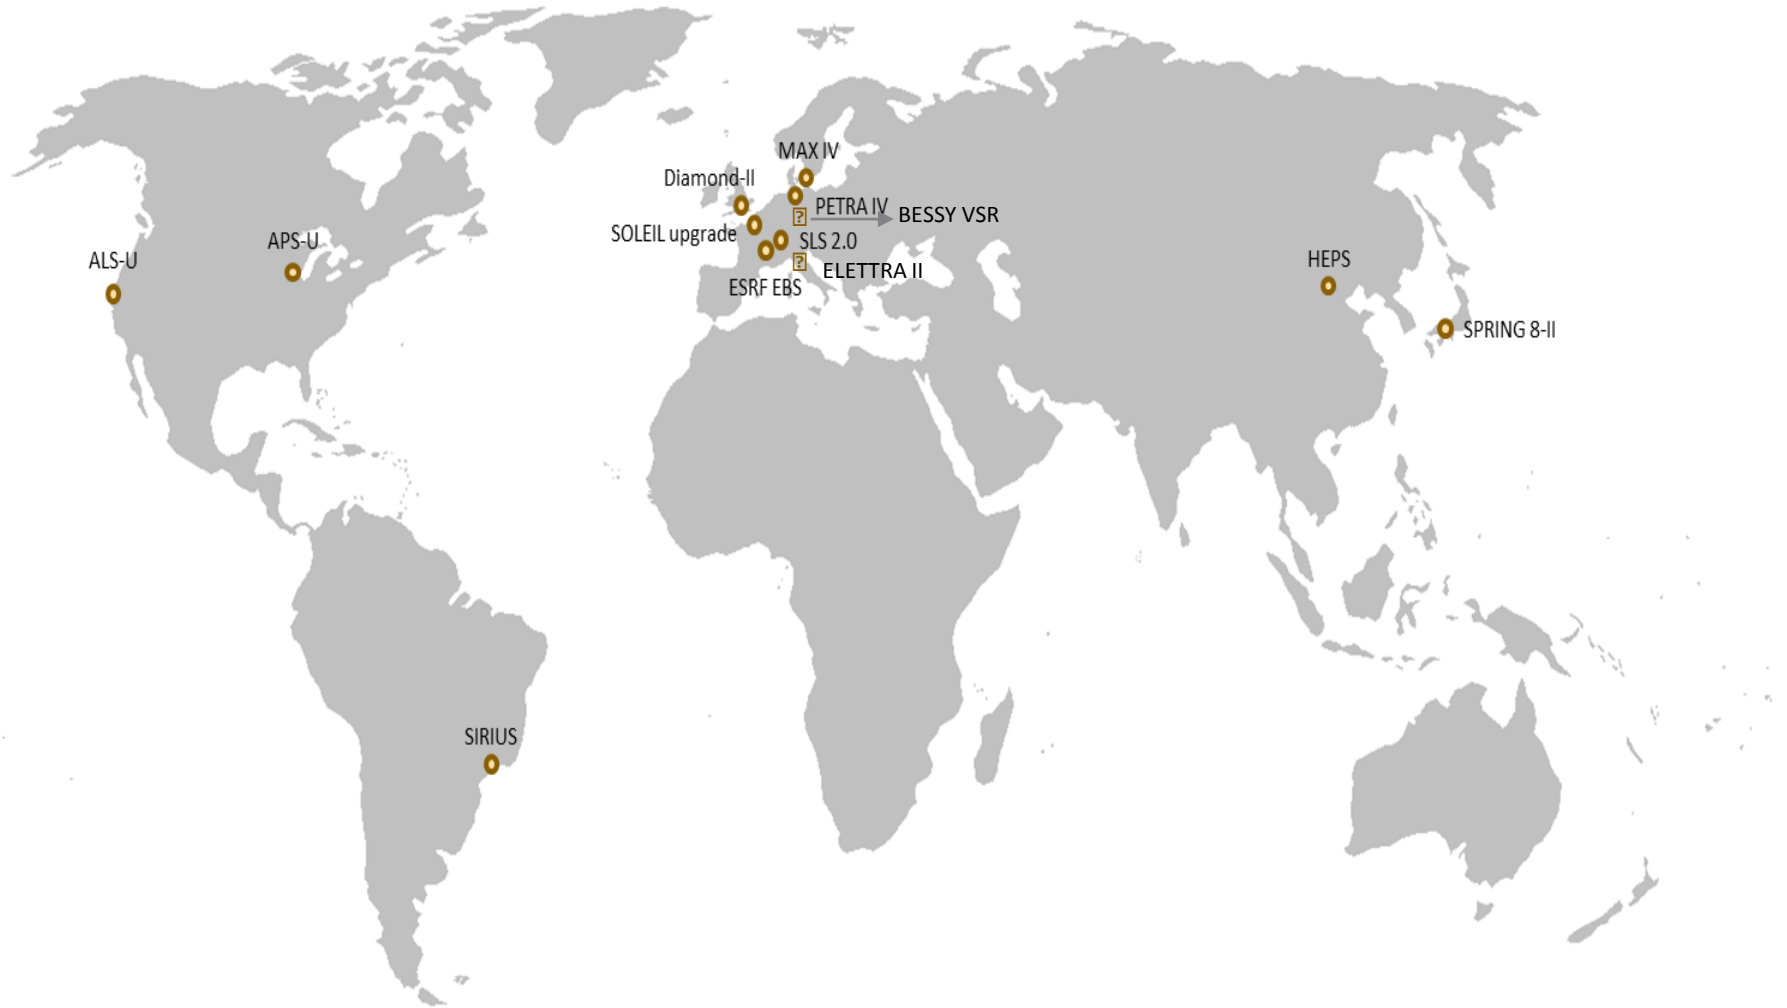 MAX IV
Diamond-II
PETRA IV
BESSY VSR
SOLEIL upgrade
SLS 2.0
APS-U
ALS-U
ELETTRA II
ESRF EBS
HEPS
SPRING 8-II
SIRIUS